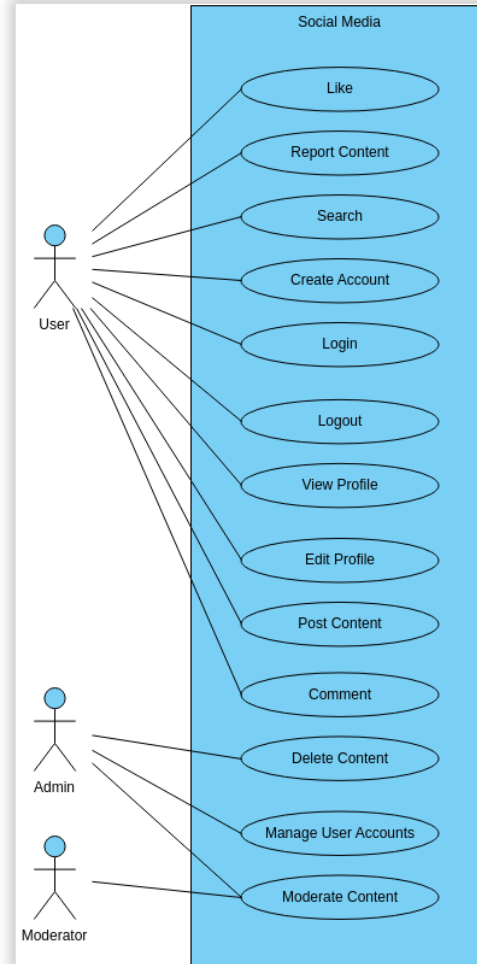 Social Media
Like
Report Content
Search
Create Account
User
Login
Logout
View Profile
Edit Profile
Post Content
Comment
Delete Content
Admin
Manage User Accounts
Moderate Content
Moderator